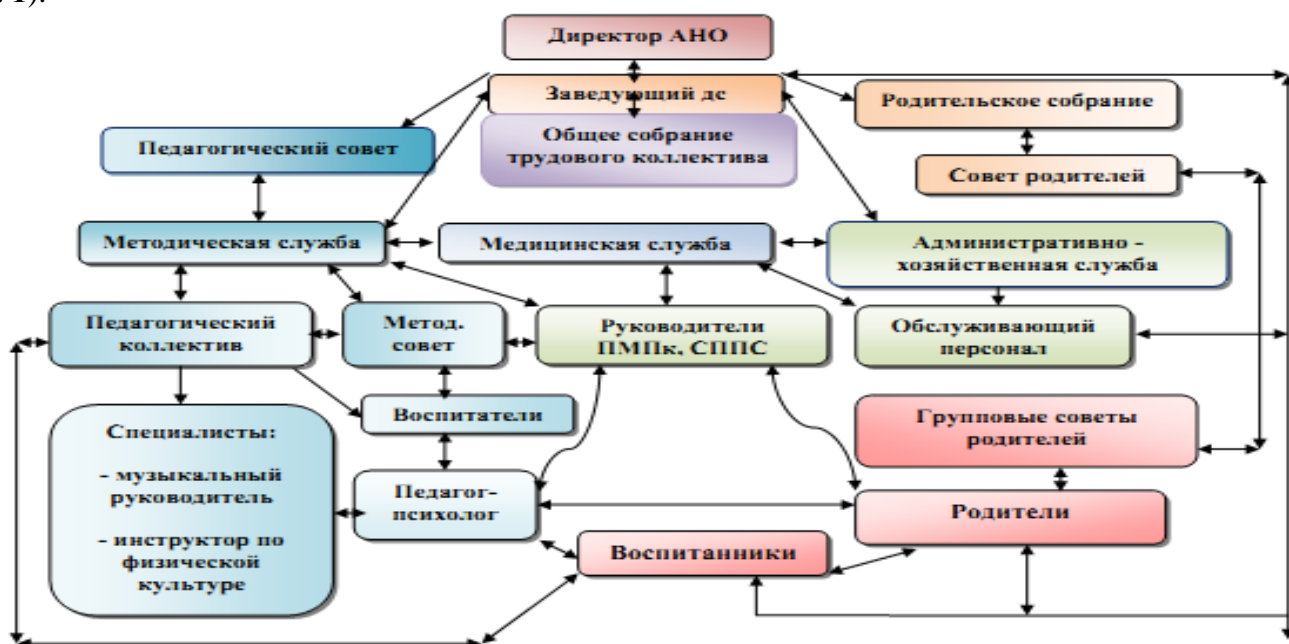 1).
Директор АНО
Заведующий дс
Родительское собрание
Общее собрание
трудового коллектива
Педагогический совет
Совет родителей
Методическая служба
Медицинская служба
Административно -
хозяйственная служба
Педагогический
коллектив
Метод.
совет
Руководители
ПМПк, СППС
Обслуживающий
персонал
Специалисты:
- музыкальный
руководитель
- инструктор по
физической
культуре
Воспитатели
Групповые советы
родителей
Педагог-
психолог
Родители
Воспитанники